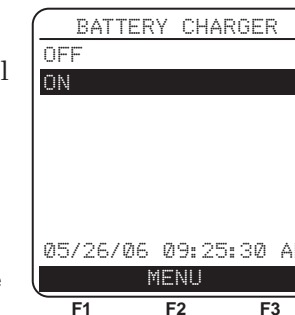 BATTERY CHARGER
OFF
l
ON
05/26/06 09:25:30 A
MENU
e
F1 F2 F3